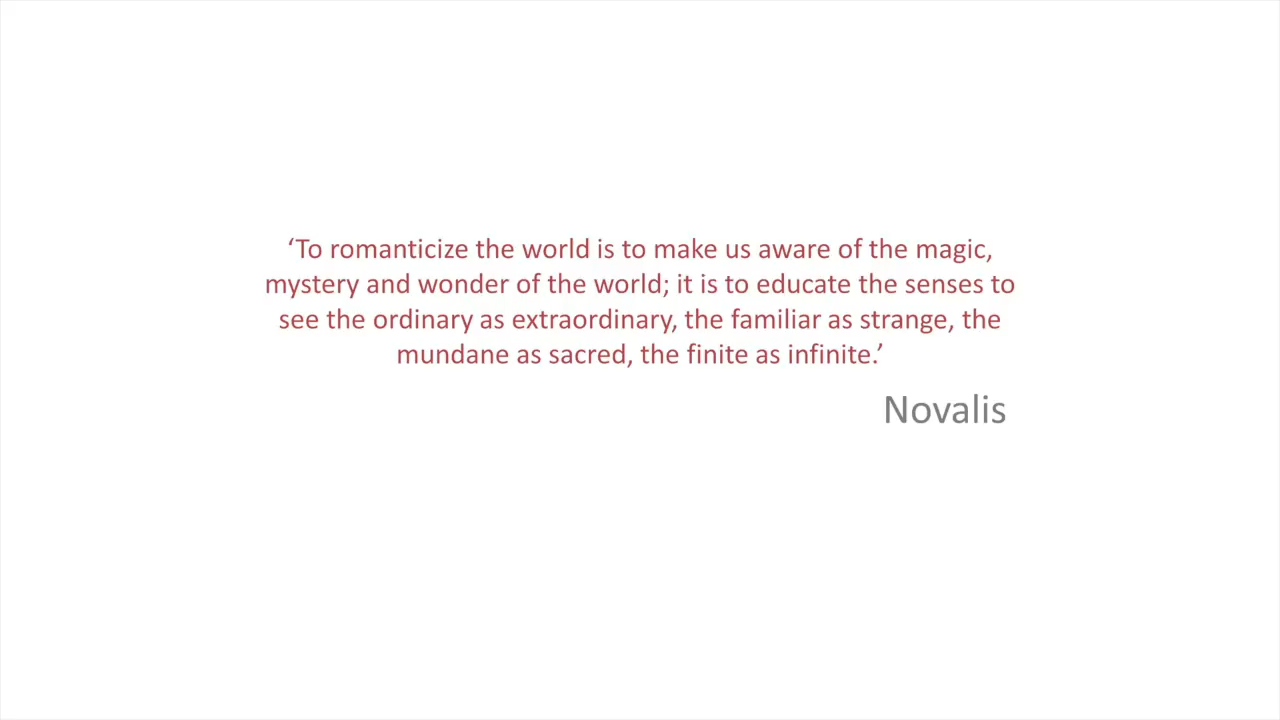 ‘To romanticize the world is to make us aware of the magic,
mystery and wonder of the world; it is to educate the senses to
see the ordinary as extraordinary, the familiar as strange, the
mundane as sacred, the finite as infinite.’
Novalis